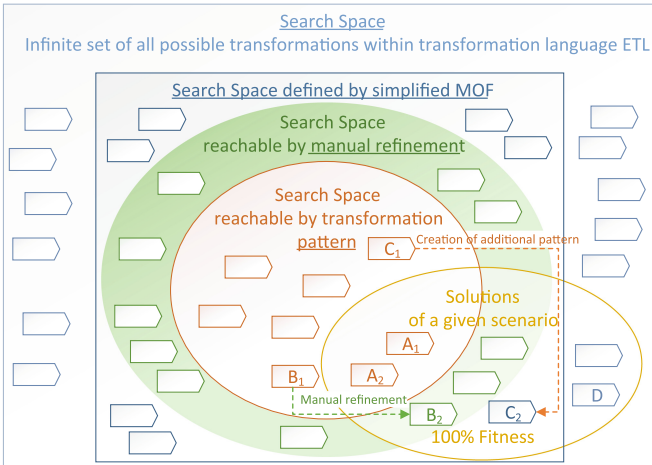 Search Space
Infinite set of all possible transformations within transformation language ETL
Search Space defined by simplified MOF
Search Space
reachable by manual refinement
Search Space
reachable by transformation
pattern
C₁
Creation of additional pattern
Solutions
of a given scenario
A₁
B₁
A₂
D
Manual refinement
B₂
C₂
100% Fitness